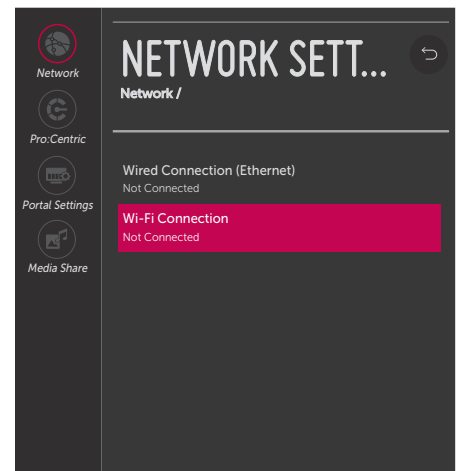 Network
Pro:Centric
Portal Settings
Media Share
NETWORK SETT...
Network /
Wired Connection (Ethernet)
Not Connected
Wi-Fi Connection
Not Connected